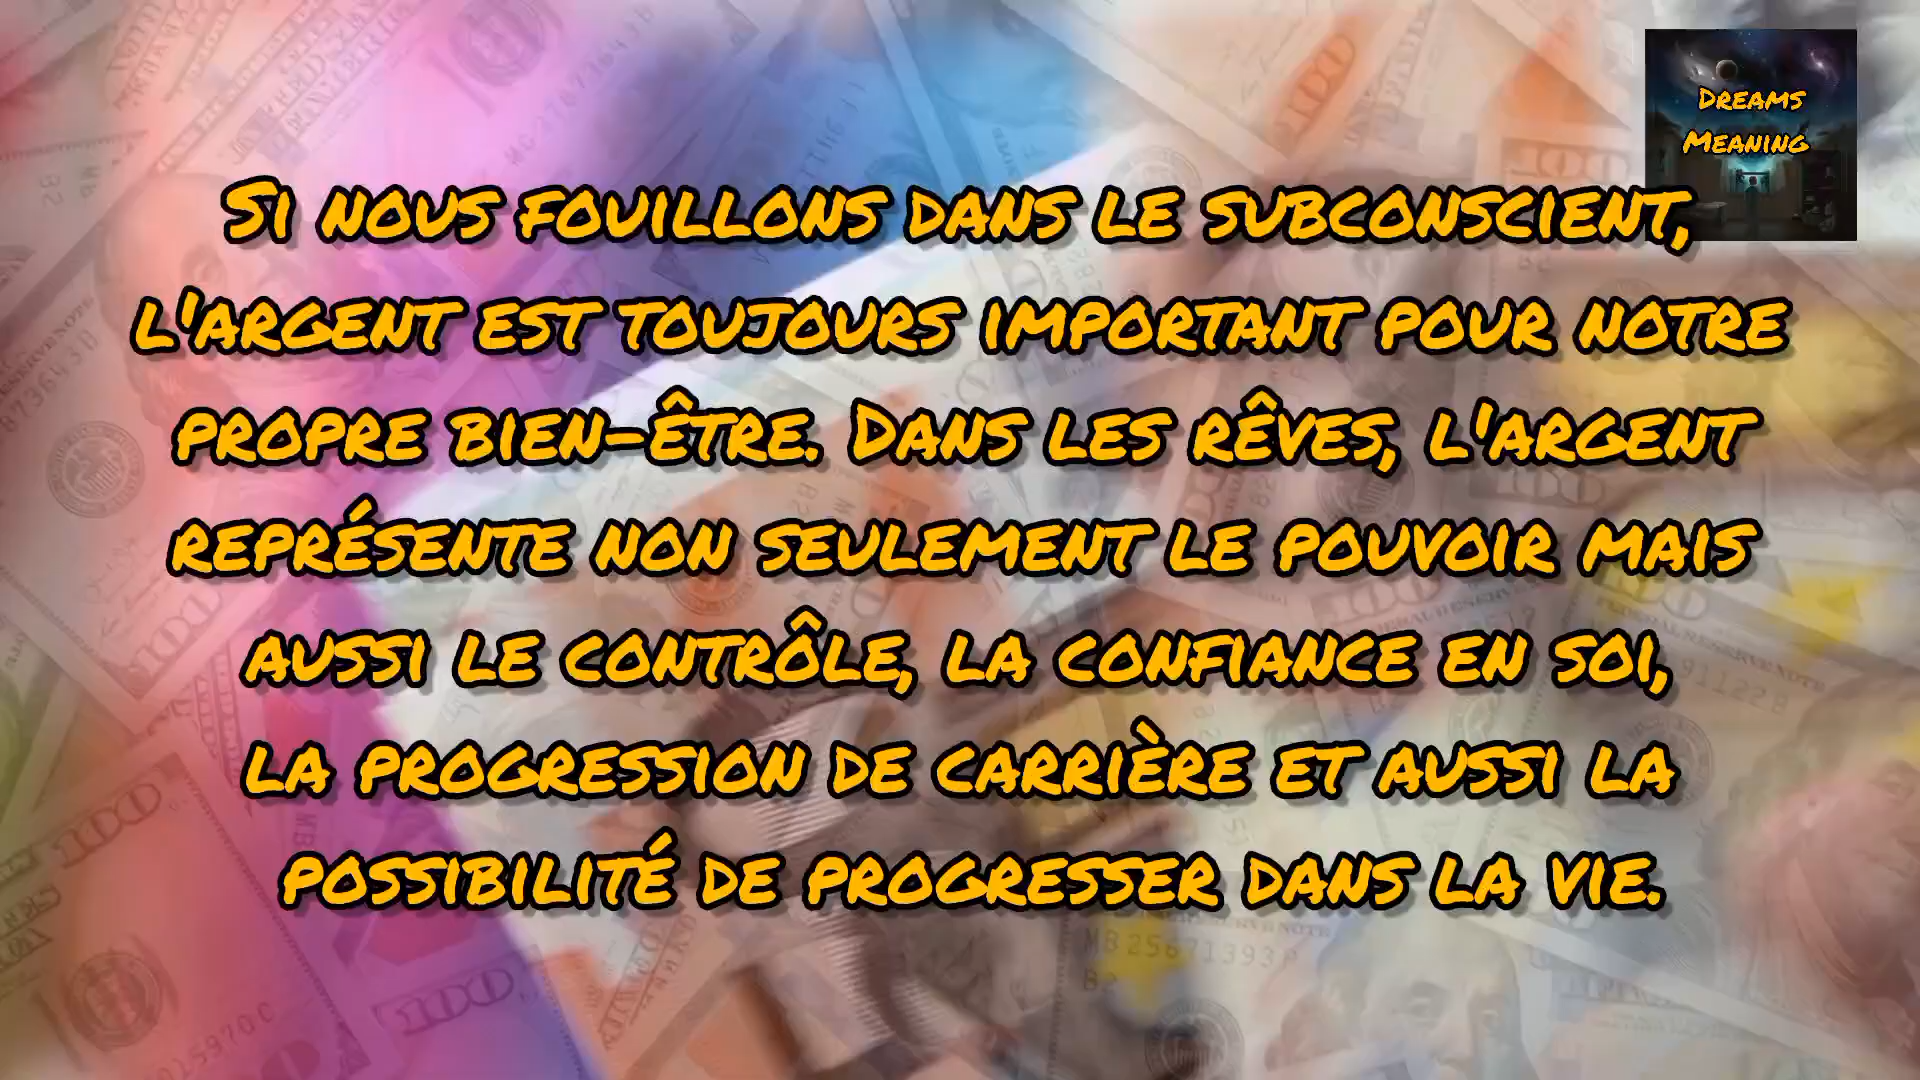 Dreams
Meaning
Si nous fouillons dans le subconscient,
l'argent est toujours important pour notre
propre bien-être. Dans les rêves, l'argent
représente non seulement le pouvoir mais
aussi le contrôle, la confiance en soi,
la progression de carrière et aussi la
possibilité de progresser dans la vie.